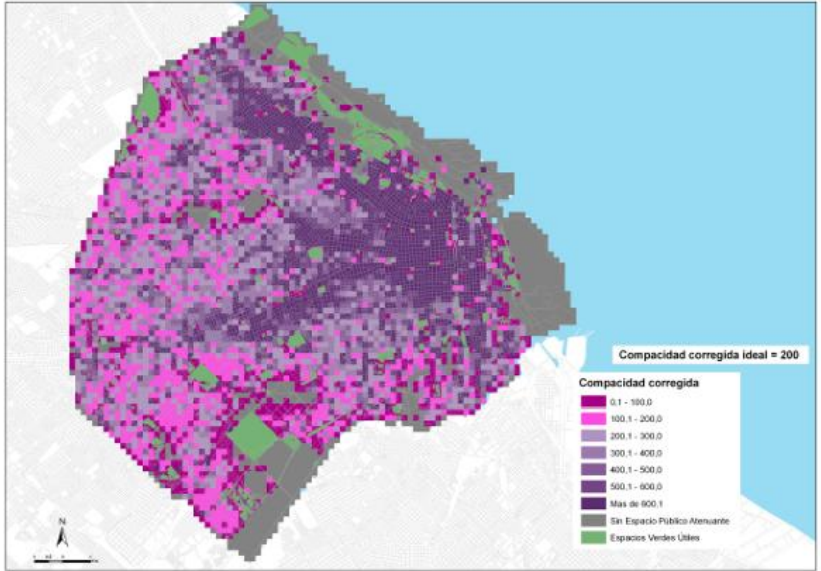 Compacidad corregida ideal = 200
Compacidad corregida
0,1 - 100,0
100,1 - 200,0
200,1 - 300,0
300,1 - 400,0
400,1 - 500,0
500,1 - 600,0
Mas de 600,1
Sin Espacio Público Atenuante
Espacios Verdes Útiles
N